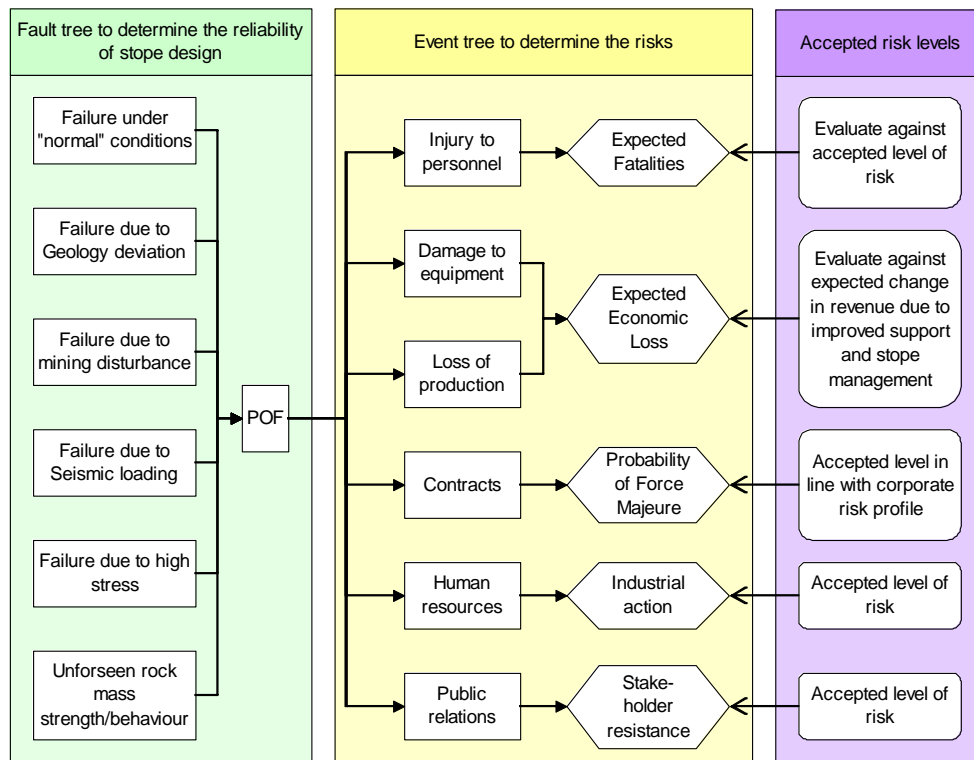 Fault tree to determine the reliability
of stope design
Failure under
"normal" conditions
Failure due to
Geology deviation
Failure due to
mining disturbance
Failure due to
Seismic loading
Failure due to high
stress
Unforseen rock
mass
strength/behaviour
POF
Event tree to determine the risks
Injury to
personnel
Expected
Fatalities
Damage to
equipment
Loss of
production
Expected
Economic
Loss
Contracts
Probability
of Force
Majeure
Human
resources
Industrial
action
Public
relations
Stake-
holder
resistance
Accepted risk levels
Evaluate against
accepted level of
risk
Evaluate against
expected change
in revenue due to
improved support
and stope
management
Accepted level in
line with corporate
risk profile
Accepted level of
risk
Accepted level of
risk